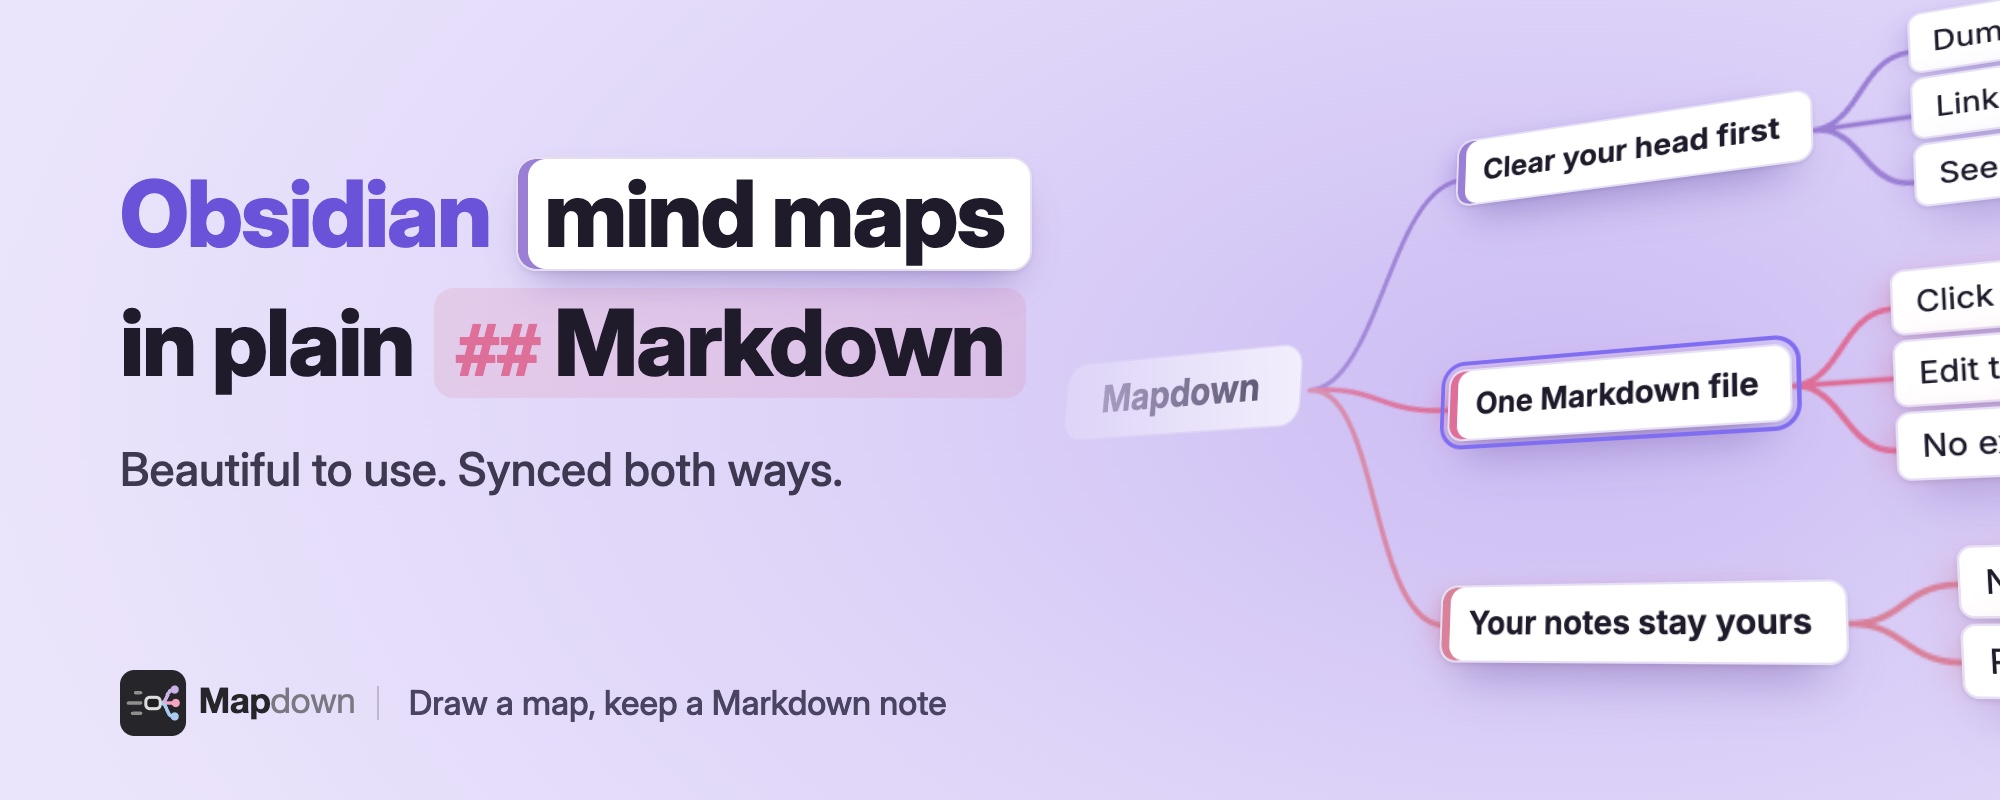 Obsidian mind maps
in plain ## Markdown
Beautiful to use. Synced both ways.
Mapdown
Draw a map, keep a Markdown note
Mapdown
Clear your head first
Link
See
One Markdown file
Click
Edit
Your notes stay yours